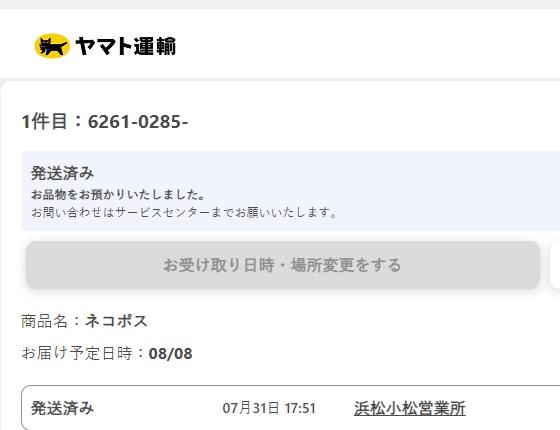 ヤマト運輸
1件目：6261-0285-
発送済み
お品物をお預かりいたしました。
お問い合わせはサービスセンターまでお願いいたします。
お受け取り日時・場所変更をする
商品名：ネコポス
お届け予定日時：08/08
発送済み 07月31日 17:51 浜松小松営業所